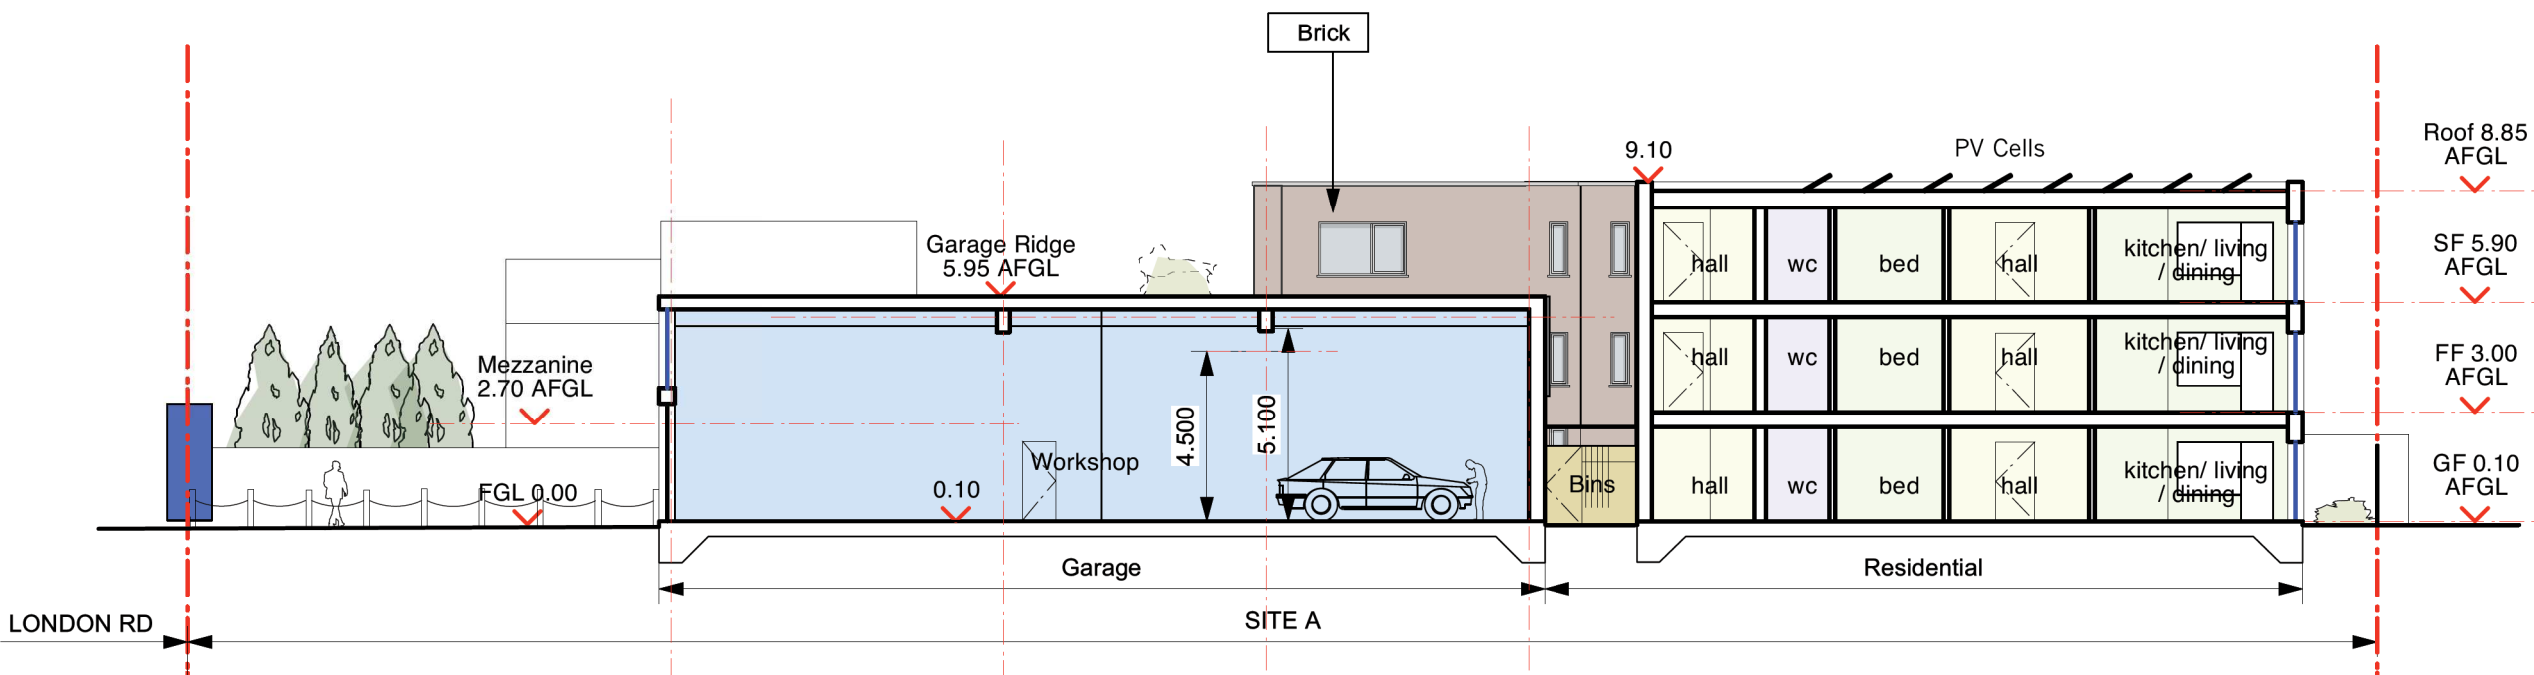 Brick
9.10
PV Cells
Roof 8.85
AFGL
Garage Ridge
5.95 AFGL
SF 5.90
AFGL
hall
wc
bed
hall
kitchen/ living
/ dining
Mezzanine
2.70 AFGL
FF 3.00
AFGL
hall
wc
bed
hall
kitchen/ living
/ dining
4.500
5.100
Workshop
FGL 0.00
0.10
Bins
hall
wc
bed
hall
kitchen/ living
/ dining
GF 0.10
AFGL
Garage
Residential
LONDON RD
SITE A